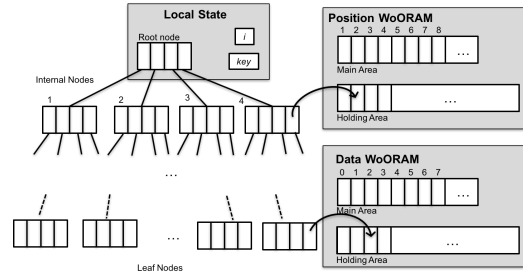 Local State
Root node
i
key
Internal Nodes
1 2 3 4
...
...
Leaf Nodes
Position WoORAM
1 2 3 4 5 6 7 8
...
Main Area
...
Holding Area
Data WoORAM
0 1 2 3 4 5 6 7
...
Main Area
...
Holding Area